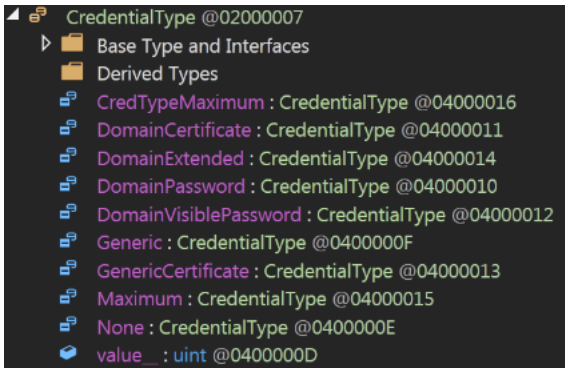 CredentialType @02000007
Base Type and Interfaces
Derived Types
CredTypeMaximum : CredentialType @04000016
DomainCertificate : CredentialType @04000011
DomainExtended : CredentialType @04000014
DomainPassword : CredentialType @04000010
DomainVisiblePassword : CredentialType @04000012
Generic : CredentialType @0400000F
GenericCertificate : CredentialType @04000013
Maximum : CredentialType @04000015
None : CredentialType @0400000E
value__ : uint @0400000D